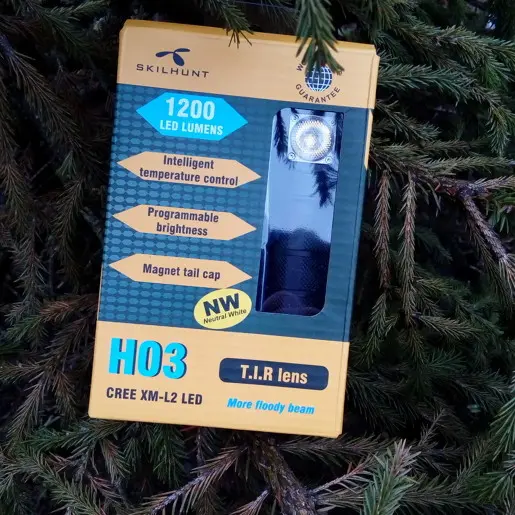 SKILHUNT
GUARANTEE
1200
LED LUMENS
Intelligent
temperature control
Programmable
brightness
Magnet tail cap
NW
Neutral White
H03
T.I.R lens
CREE XM-L2 LED
More floody beam